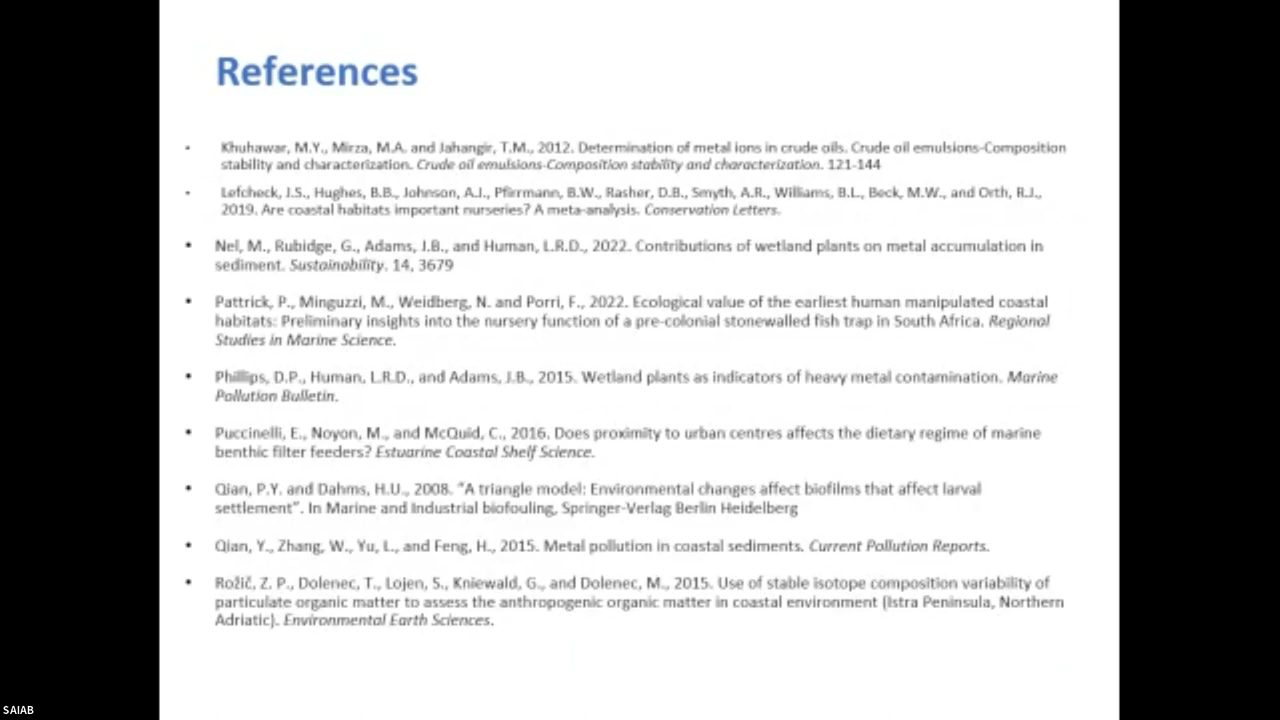 References
- Khuhawar, M.Y., Mirza, M.A. and Jahangir, T.M., 2012. Determination of metal ions in crude oils. Crude oil emulsions-Composition
stability and characterization. Crude oil emulsions-Composition stability and characterization. 121-144
- Lefcheck, J.S., Hughes, B.B., Johnson, A.J., Pfirrmann, B.W., Rasher, D.B., Smyth, A.R., Williams, B.L., Beck, M.W., and Orth, R.J.,
2019. Are coastal habitats important nurseries? A meta-analysis. Conservation Letters.
• Nel, M., Rubidge, G., Adams, J.B., and Human, L.R.D., 2022. Contributions of wetland plants on metal accumulation in
sediment. Sustainability. 14, 3679
• Pattrick, P., Minguzzi, M., Weidberg, N. and Porri, F., 2022. Ecological value of the earliest human manipulated coastal
habitats: Preliminary insights into the nursery function of a pre-colonial stonewalled fish trap in South Africa. Regional
Studies in Marine Science.
• Phillips, D.P., Human, L.R.D., and Adams, J.B., 2015. Wetland plants as indicators of heavy metal contamination. Marine
Pollution Bulletin.
• Puccinelli, E., Noyon, M., and McQuid, C., 2016. Does proximity to urban centres affects the dietary regime of marine
benthic filter feeders? Estuarine Coastal Shelf Science.
• Qian, P.Y. and Dahms, H.U., 2008. “A triangle model: Environmental changes affect biofilms that affect larval
settlement”. In Marine and Industrial biofouling, Springer-Verlag Berlin Heidelberg
• Qian, Y., Zhang, W., Yu, L., and Feng, H., 2015. Metal pollution in coastal sediments. Current Pollution Reports.
• Rožič, Z. P., Dolenec, T., Lojen, S., Kniewald, G., and Dolenec, M., 2015. Use of stable isotope composition variability of
particulate organic matter to assess the anthropogenic organic matter in coastal environment (Istra Peninsula, Northern
Adriatic). Environmental Earth Sciences.
SAIAB